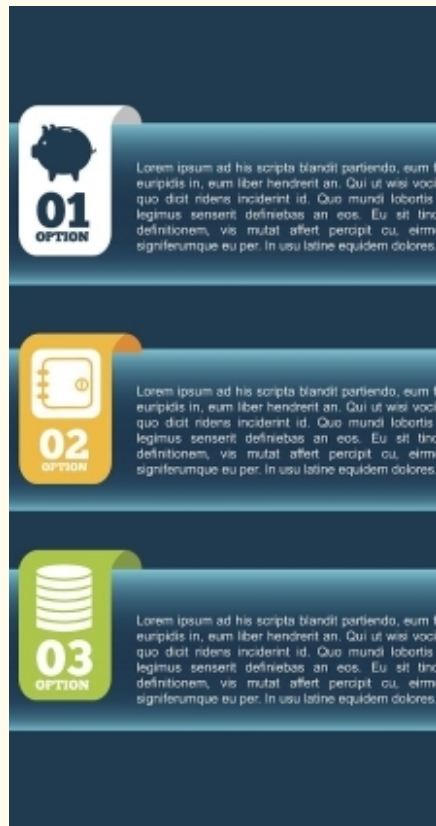 01
OPTION
Lorem ipsum ad his scripta blandit partiendo, eum
euripidis in, eum liber hendrerit an. Qui ut wisi voci
quo dicit ridens inciderint id. Quo mundi lobortis
legimus senserit definiebas an eos. Eu sit tinc
definitionem, vis mutat affert percipit cu, eirm
signiferumque eu per. In usu latine equidem dolores.
02
OPTION
Lorem ipsum ad his scripta blandit partiendo, eum
euripidis in, eum liber hendrerit an. Qui ut wisi voci
quo dicit ridens inciderint id. Quo mundi lobortis
legimus senserit definiebas an eos. Eu sit tinc
definitionem, vis mutat affert percipit cu, eirm
signiferumque eu per. In usu latine equidem dolores.
03
OPTION
Lorem ipsum ad his scripta blandit partiendo, eum
euripidis in, eum liber hendrerit an. Qui ut wisi voci
quo dicit ridens inciderint id. Quo mundi lobortis
legimus senserit definiebas an eos. Eu sit tinc
definitionem, vis mutat affert percipit cu, eirm
signiferumque eu per. In usu latine equidem dolores.